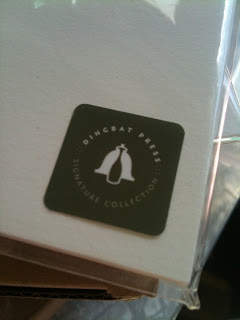 DINGBAT PRESS
SIGNATURE COLLECTION